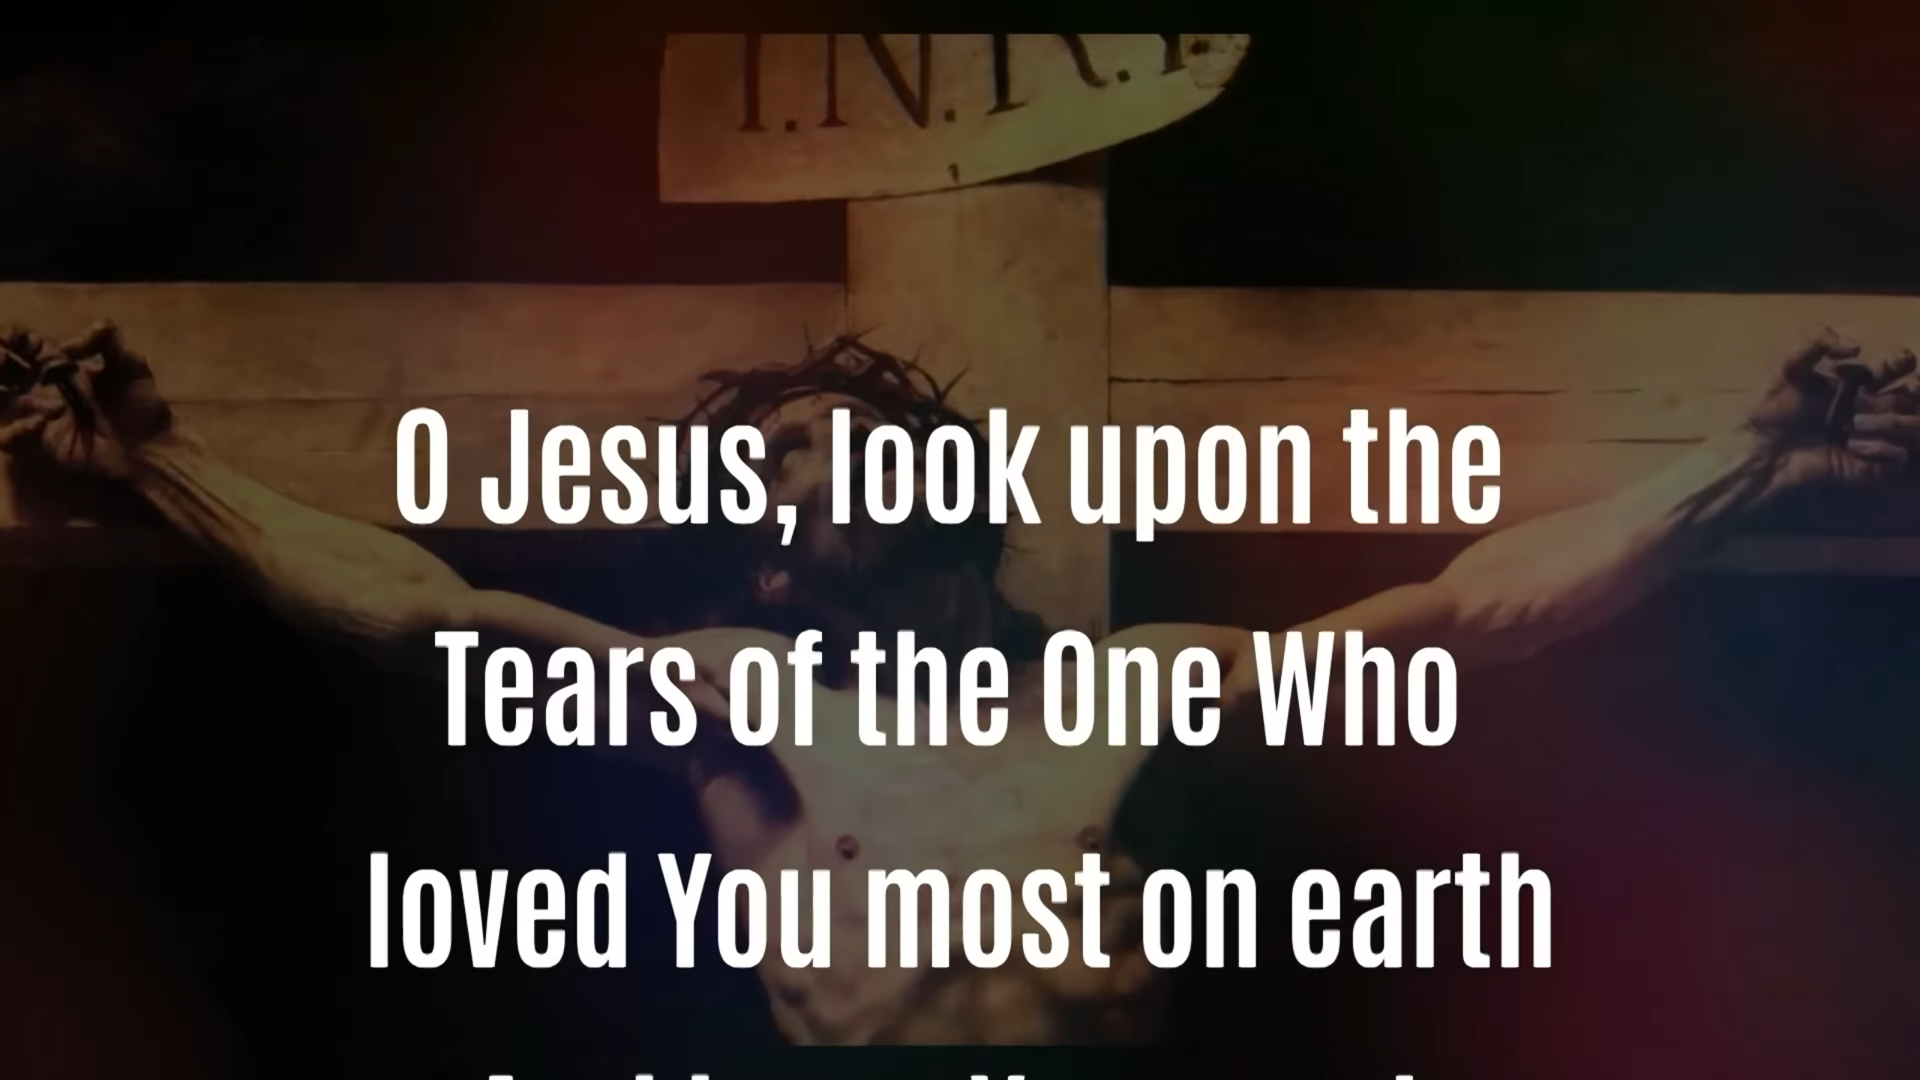 I.N.R.I
O Jesus, look upon the
Tears of the One Who
loved You most on earth